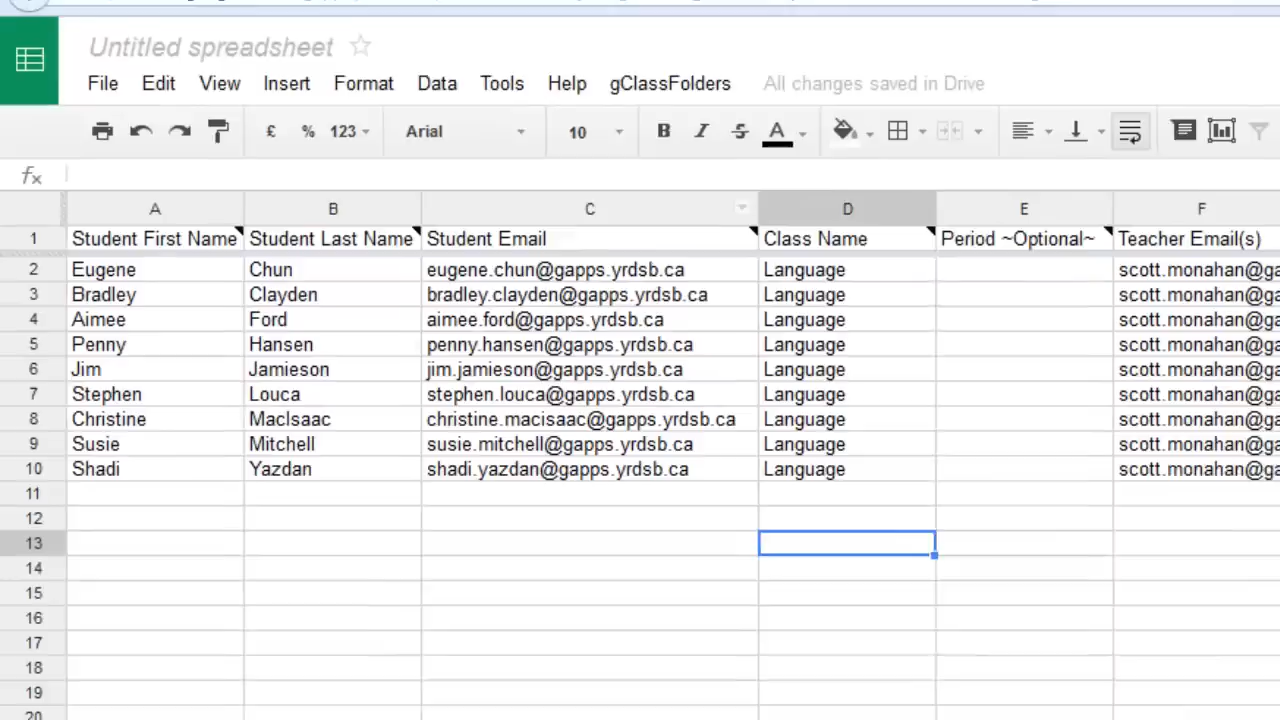 Untitled spreadsheet
File Edit View Insert Format Data Tools Help gClassFolders All changes saved in Drive
£ % 123 Arial 10 B I S A
fx
A B C D E F
1 Student First Name Student Last Name Student Email Class Name Period ~Optional~ Teacher Email(s)
2 Eugene Chun eugene.chun@gapps.yrdsb.ca Language scott.monahan@ga
3 Bradley Clayden bradley.clayden@gapps.yrdsb.ca Language scott.monahan@ga
4 Aimee Ford aimee.ford@gapps.yrdsb.ca Language scott.monahan@ga
5 Penny Hansen penny.hansen@gapps.yrdsb.ca Language scott.monahan@ga
6 Jim Jamieson jim.jamieson@gapps.yrdsb.ca Language scott.monahan@ga
7 Stephen Louca stephen.louca@gapps.yrdsb.ca Language scott.monahan@ga
8 Christine MacIsaac christine.macisaac@gapps.yrdsb.ca Language scott.monahan@ga
9 Susie Mitchell susie.mitchell@gapps.yrdsb.ca Language scott.monahan@ga
10 Shadi Yazdan shadi.yazdan@gapps.yrdsb.ca Language scott.monahan@ga
11
12
13
14
15
16
17
18
19
20